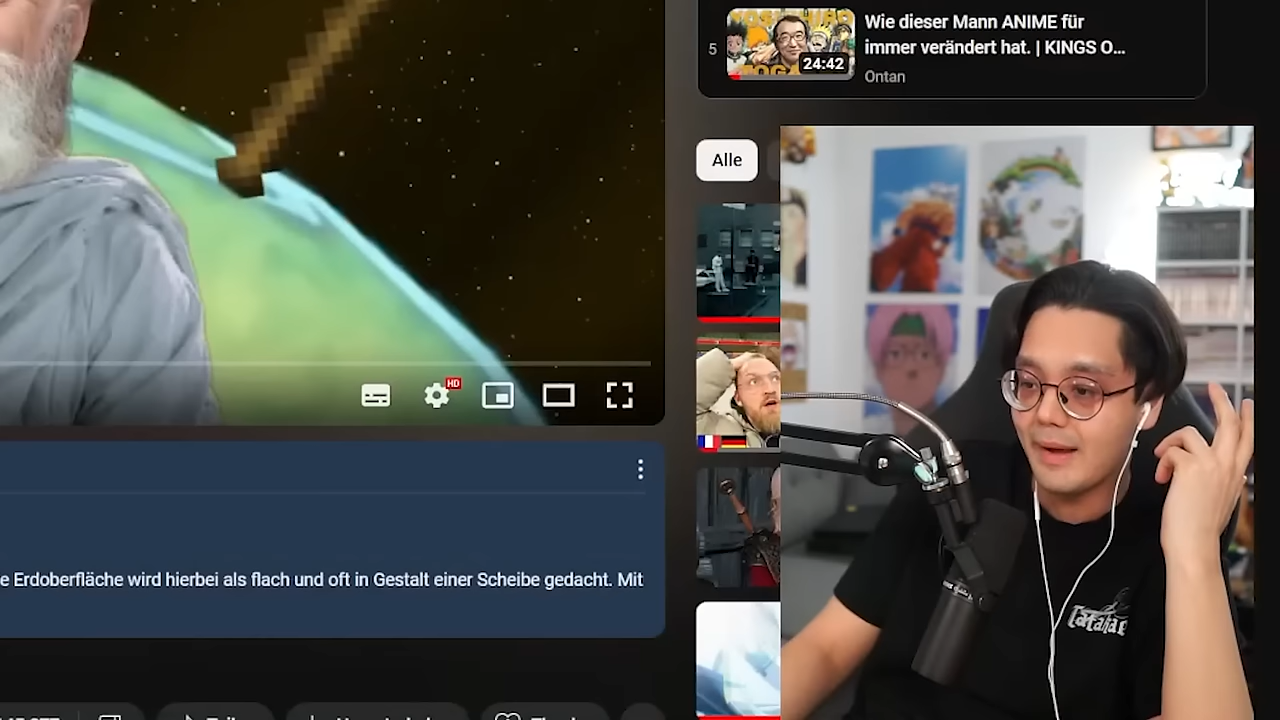 5
Wie dieser Mann ANIME für
immer verändert hat. | KINGS O...
24:42
Ontan
Alle
HD
e Erdoberfläche wird hierbei als flach und oft in Gestalt einer Scheibe gedacht. Mit